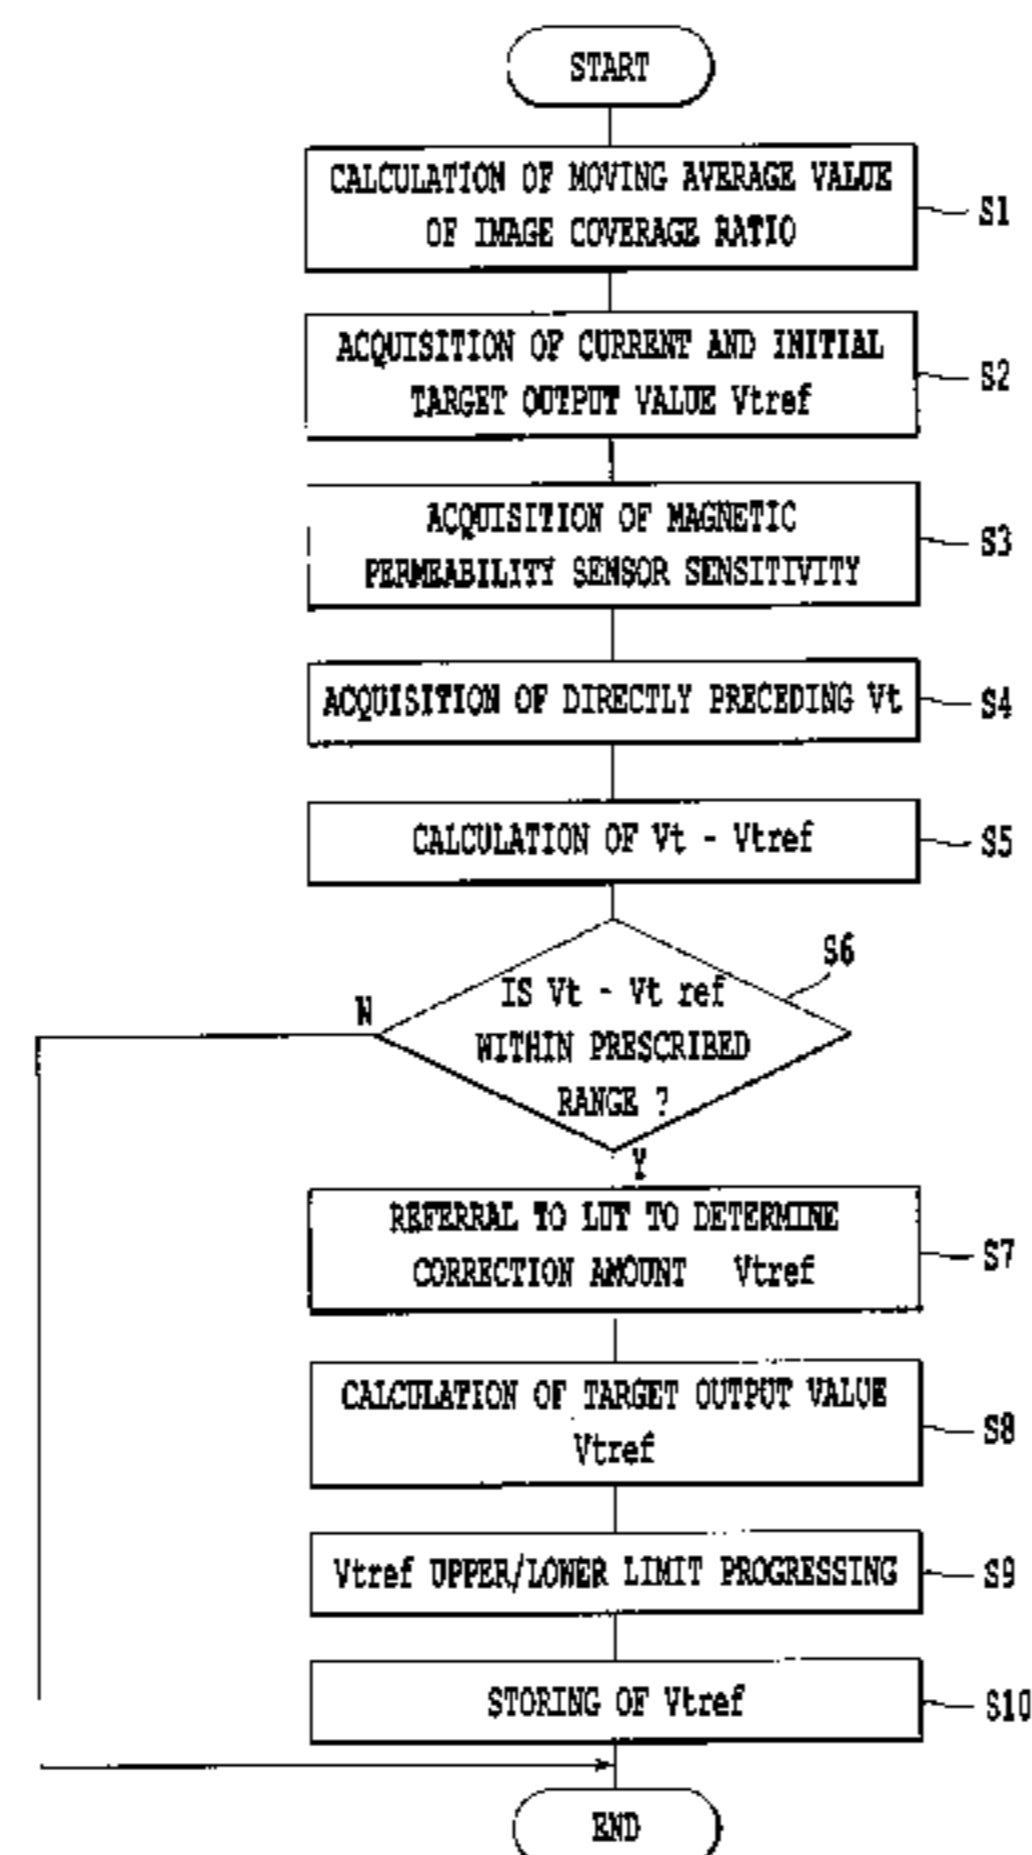 START
CALCULATION OF MOVING AVERAGE VALUE
OF IMAGE COVERAGE RATIO
S1
ACQUISITION OF CURRENT AND INITIAL
TARGET OUTPUT VALUE Vtref
S2
ACQUISITION OF MAGNETIC
PERMEABILITY SENSOR SENSITIVITY
S3
ACQUISITION OF DIRECTLY PRECEDING Vt
S4
CALCULATION OF Vt - Vtref
S5
S6
IS Vt - Vt ref
WITHIN PRESCRIBED
RANGE ?
N
Y
REFERRAL TO LUT TO DETERMINE
CORRECTION AMOUNT Vtref
S7
CALCULATION OF TARGET OUTPUT VALUE
Vtref
S8
Vtref UPPER/LOWER LIMIT PROGRESSING
S9
STORING OF Vtref
S10
END